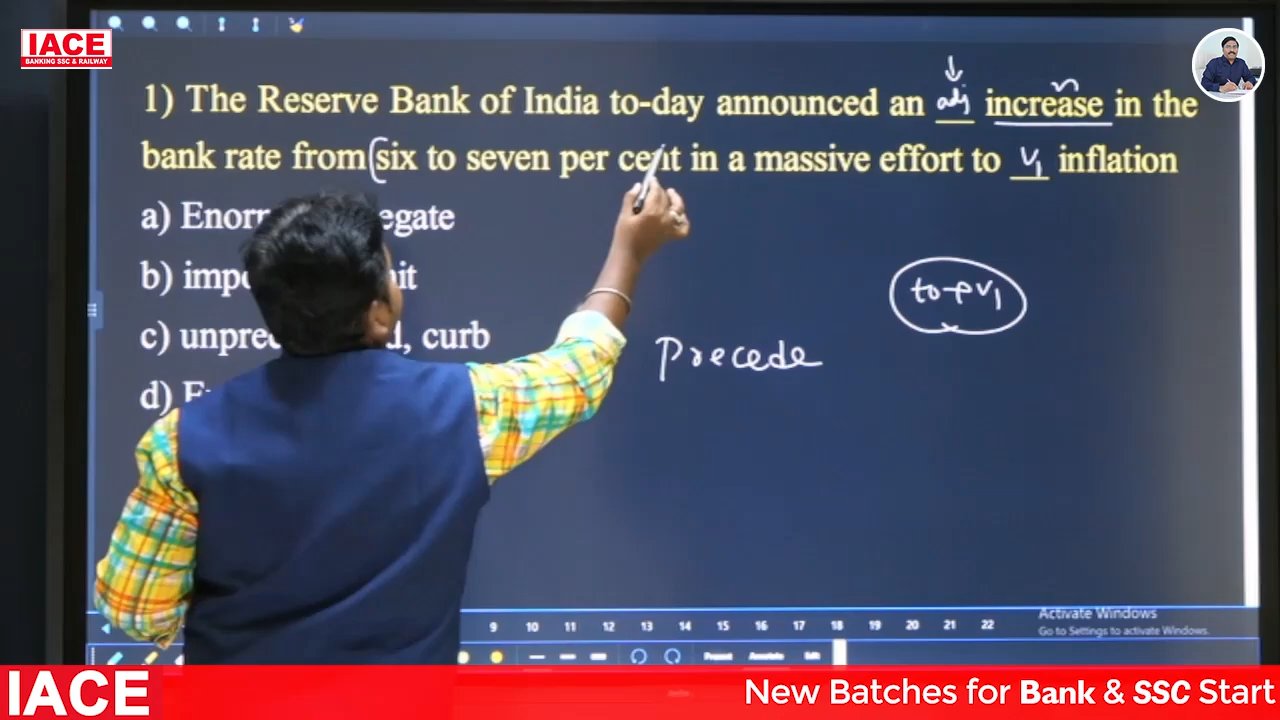 IACE
BANKING SSC & RAILWAY
1) The Reserve Bank of India to-day announced an adj increase in the
n
bank rate from (six to seven per cent in a massive effort to V1 inflation
a) Enor egate
b) impo it
c) unprec d, curb
d) E
to+V1
Precede
9 10 11 12 13 14 15 16 17 18 19 20 21 22
Activate Windows
Go to Settings to activate Windows.
IACE
New Batches for Bank & SSC Start